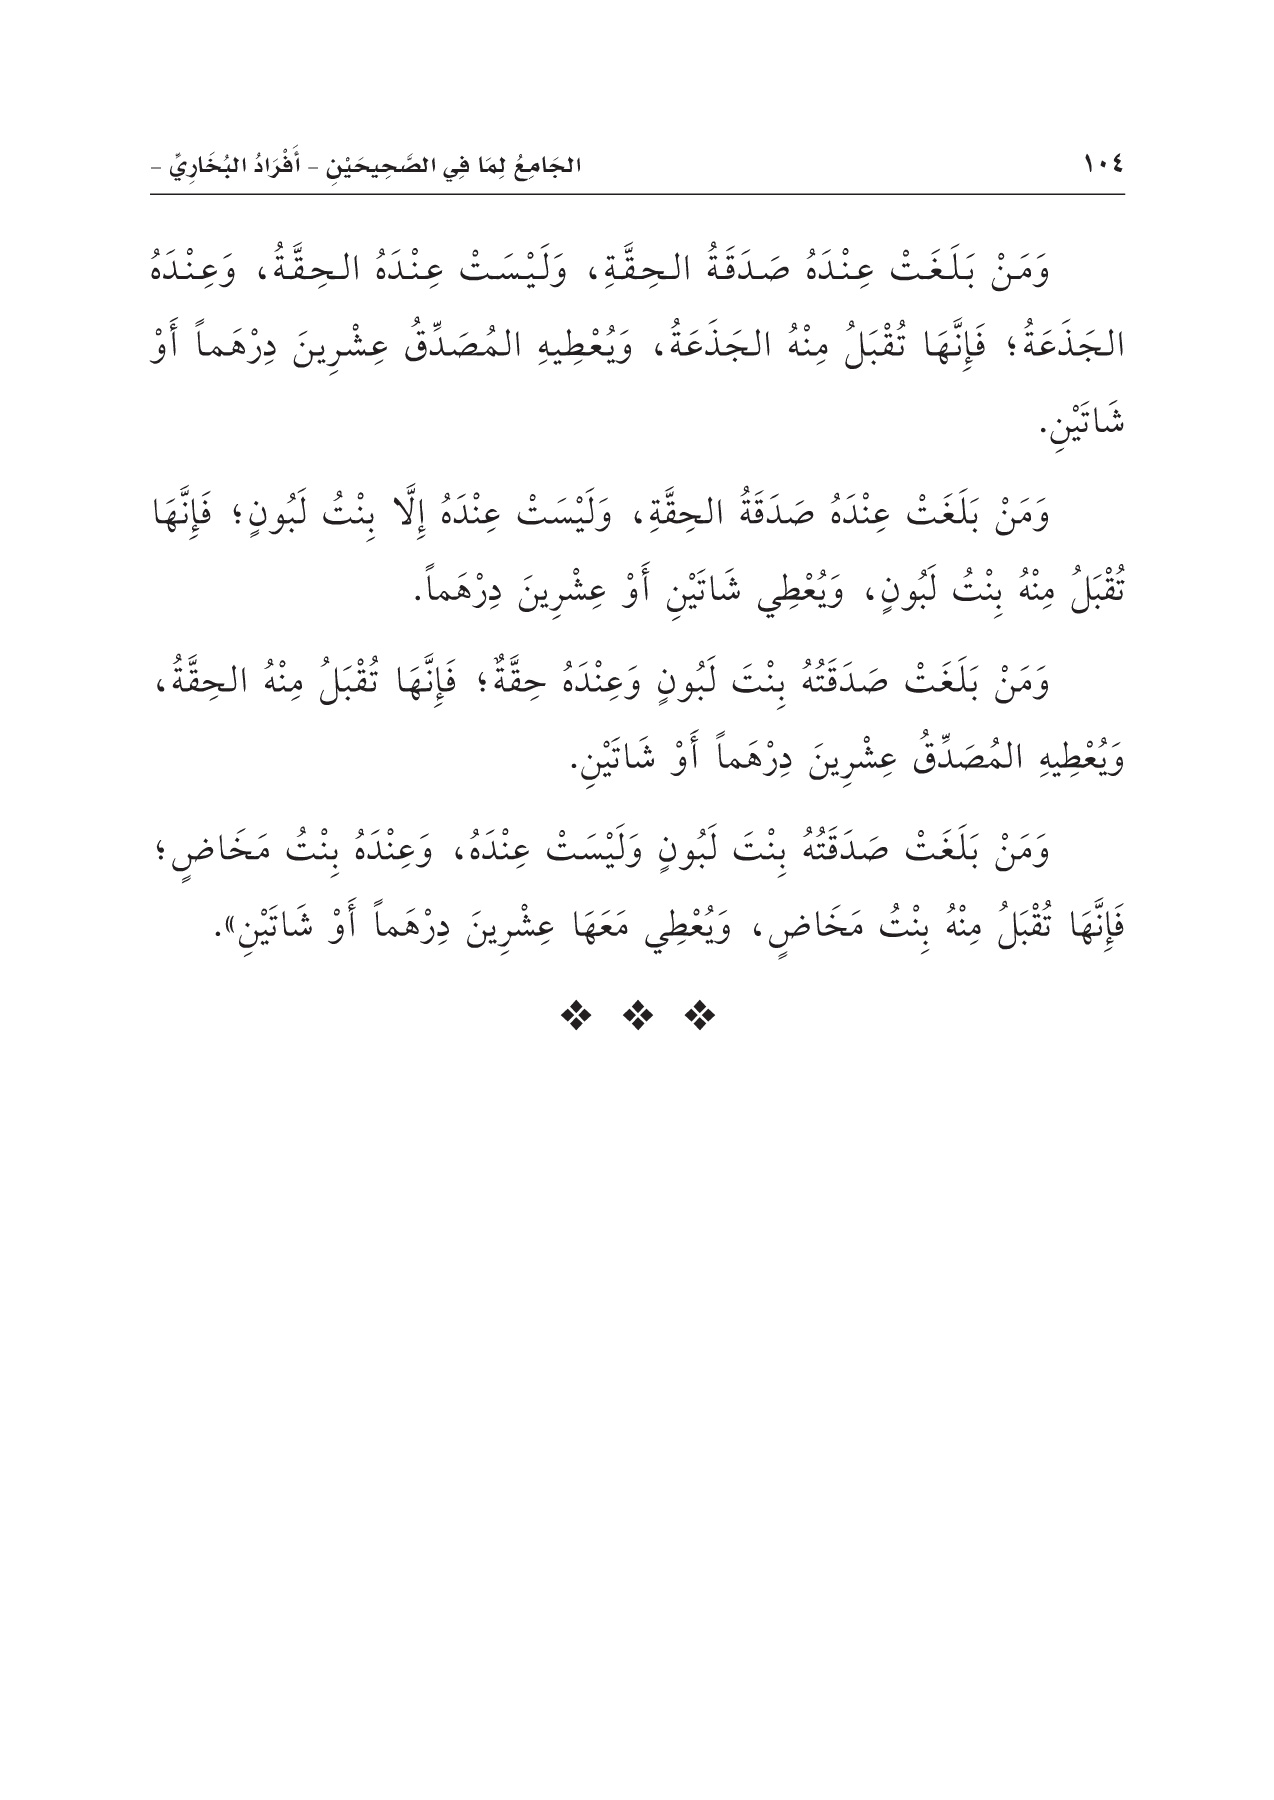 ١٠٤ الجَامِعُ لِمَا فِي الصَّحِيحَيْنِ - أَفْرَادُ البُخَارِيِّ -
وَمَنْ بَلَغَتْ عِنْدَهُ صَدَقَةُ الحِقَّةِ، وَلَيْسَتْ عِنْدَهُ الحِقَّةُ، وَعِنْدَهُ
الجَذَعَةُ؛ فَإِنَّهَا تُقْبَلُ مِنْهُ الجَذَعَةُ، وَيُعْطِيهِ المُصَدِّقُ عِشْرِينَ دِرْهَماً أَوْ
شَاتَيْنِ.
وَمَنْ بَلَغَتْ عِنْدَهُ صَدَقَةُ الحِقَّةِ، وَلَيْسَتْ عِنْدَهُ إِلَّا بِنْتُ لَبُونٍ؛ فَإِنَّهَا
تُقْبَلُ مِنْهُ بِنْتُ لَبُونٍ، وَيُعْطِي شَاتَيْنِ أَوْ عِشْرِينَ دِرْهَماً.
وَمَنْ بَلَغَتْ صَدَقَتُهُ بِنْتَ لَبُونٍ وَعِنْدَهُ حِقَّةٌ؛ فَإِنَّهَا تُقْبَلُ مِنْهُ الحِقَّةُ،
وَيُعْطِيهِ المُصَدِّقُ عِشْرِينَ دِرْهَماً أَوْ شَاتَيْنِ.
وَمَنْ بَلَغَتْ صَدَقَتُهُ بِنْتَ لَبُونٍ وَلَيْسَتْ عِنْدَهُ، وَعِنْدَهُ بِنْتُ مَخَاضٍ؛
فَإِنَّهَا تُقْبَلُ مِنْهُ بِنْتُ مَخَاضٍ، وَيُعْطِي مَعَهَا عِشْرِينَ دِرْهَماً أَوْ شَاتَيْنِ».
❖ ❖ ❖